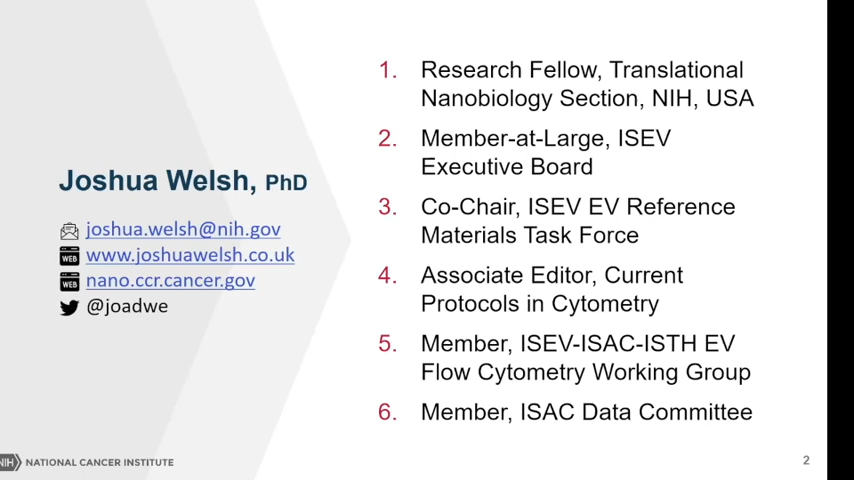 Joshua Welsh, PhD
joshua.welsh@nih.gov
WEB www.joshuawelsh.co.uk
WEB nano.ccr.cancer.gov
@joadwe
1. Research Fellow, Translational
Nanobiology Section, NIH, USA
2. Member-at-Large, ISEV
Executive Board
3. Co-Chair, ISEV EV Reference
Materials Task Force
4. Associate Editor, Current
Protocols in Cytometry
5. Member, ISEV-ISAC-ISTH EV
Flow Cytometry Working Group
6. Member, ISAC Data Committee
NIH NATIONAL CANCER INSTITUTE
2